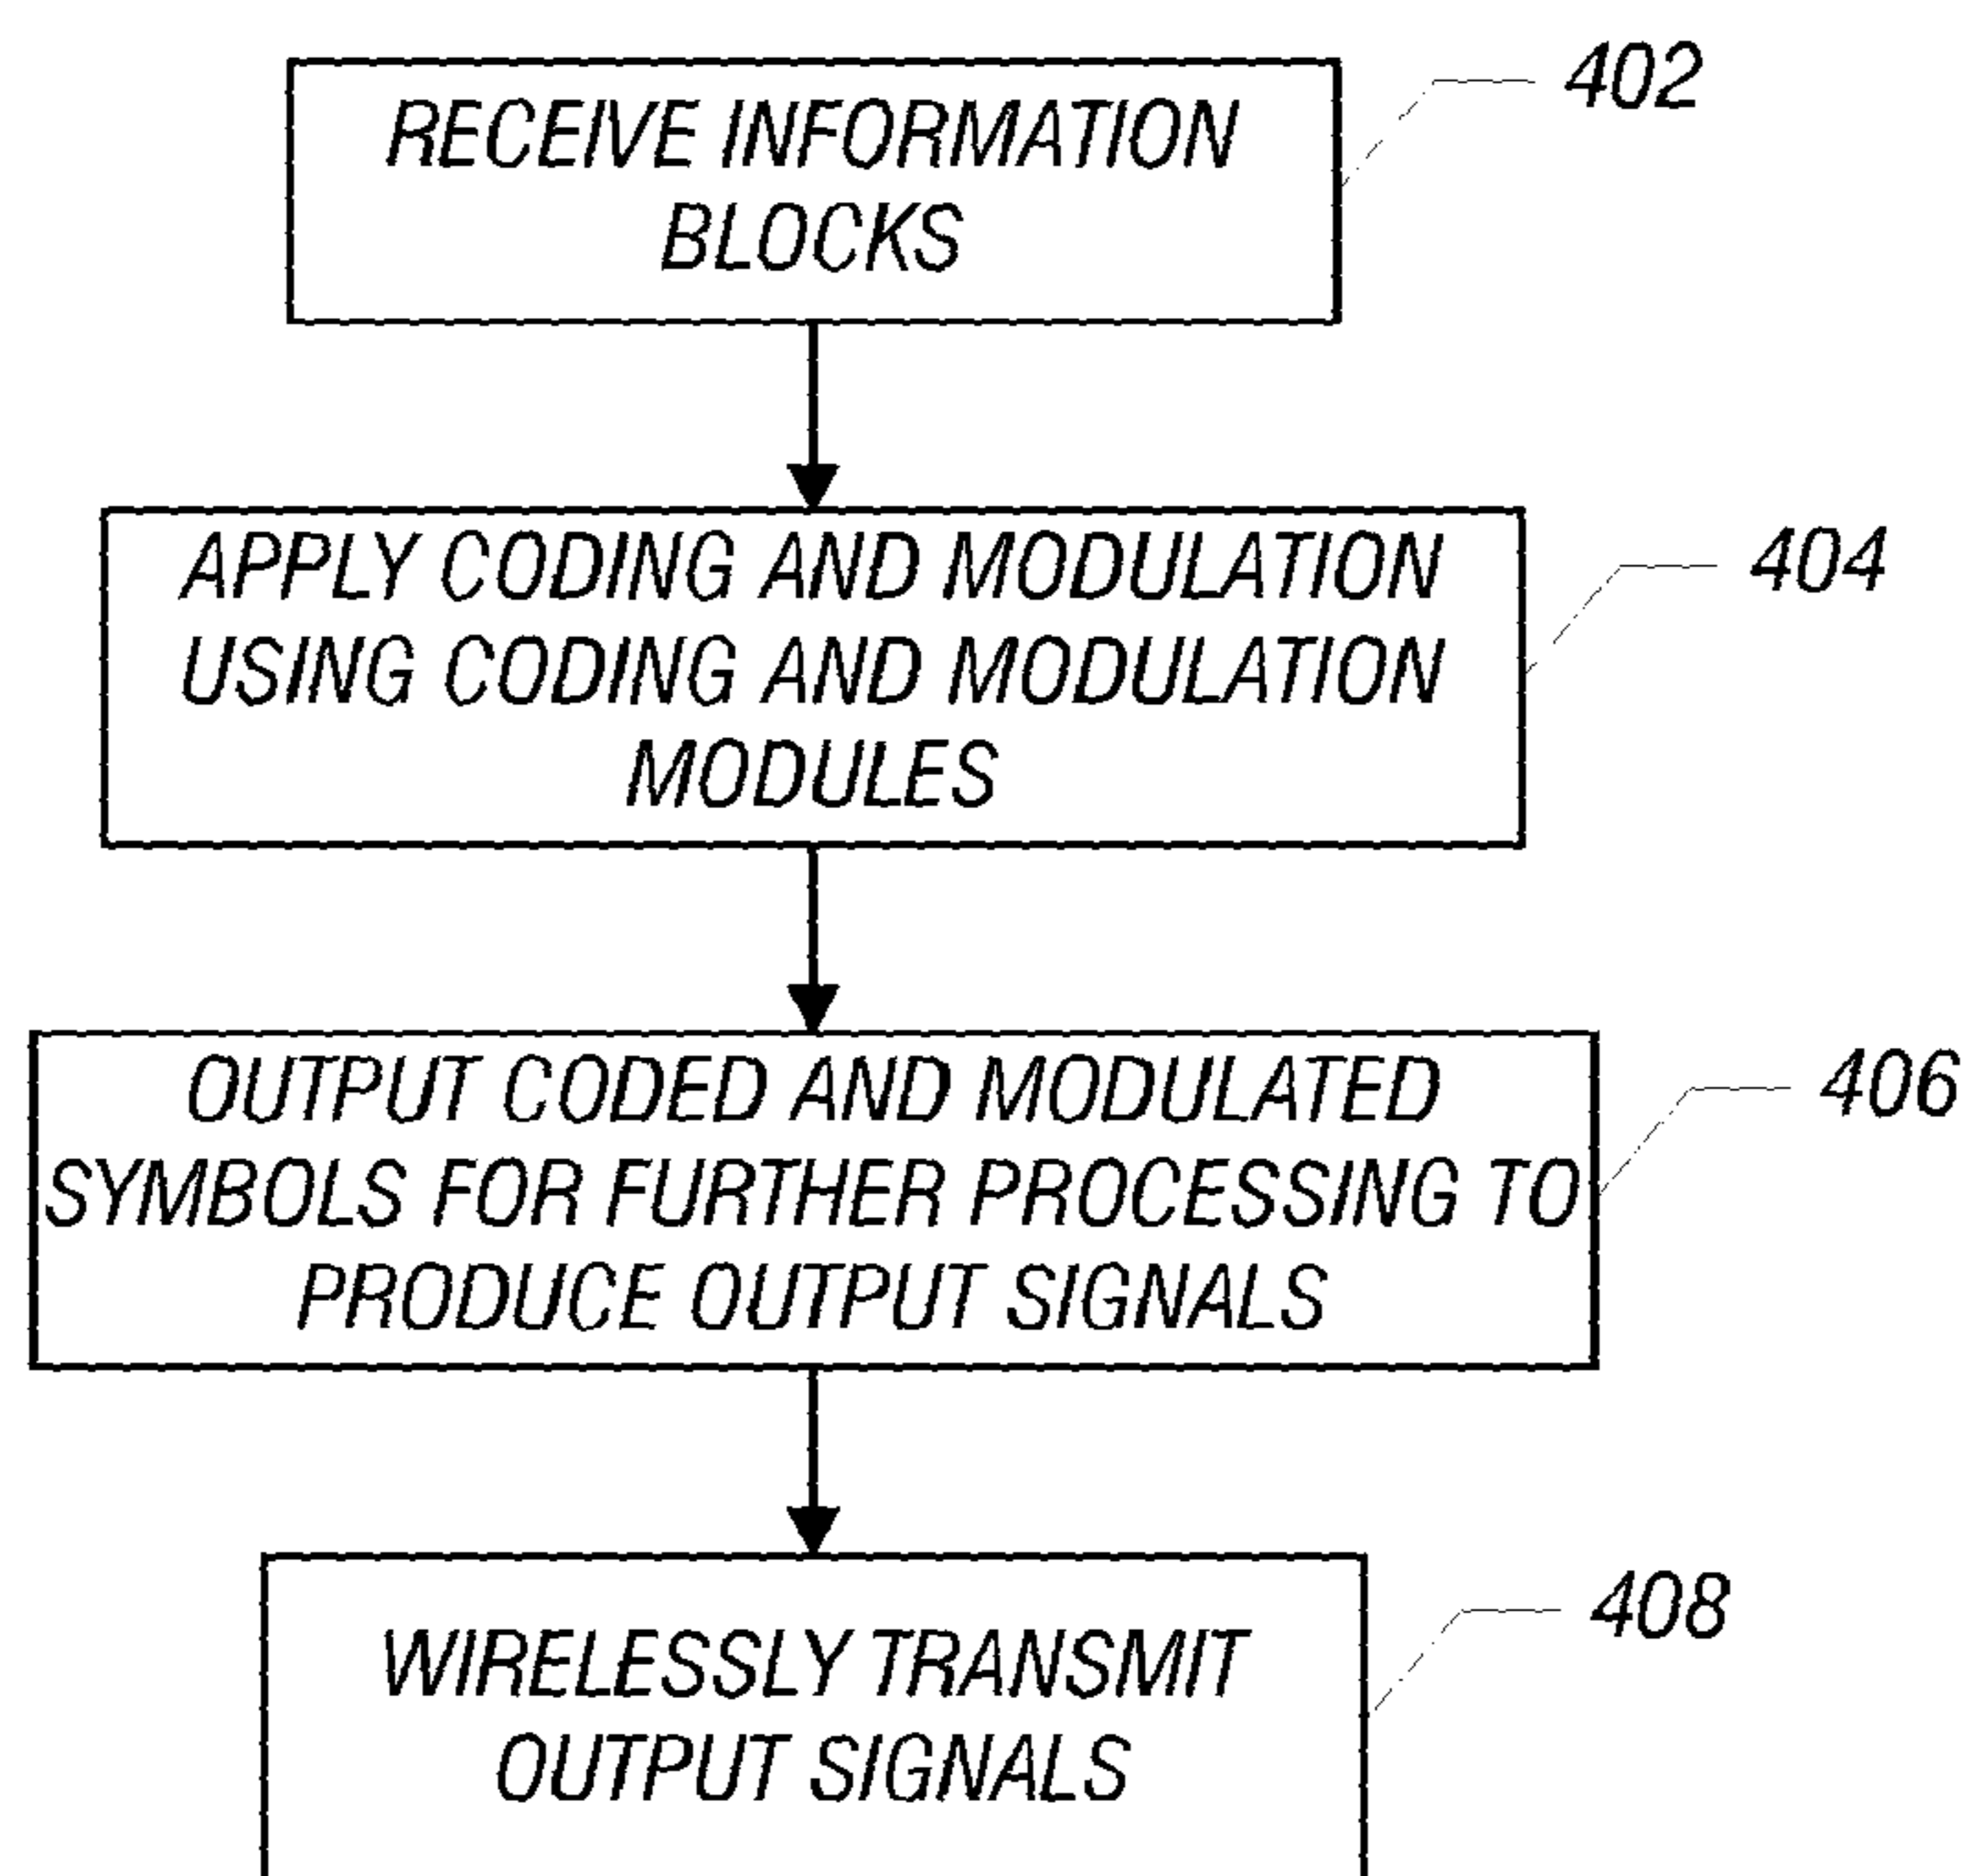 RECEIVE INFORMATION
BLOCKS
402
APPLY CODING AND MODULATION
USING CODING AND MODULATION
MODULES
404
OUTPUT CODED AND MODULATED
SYMBOLS FOR FURTHER PROCESSING TO
PRODUCE OUTPUT SIGNALS
406
WIRELESSLY TRANSMIT
OUTPUT SIGNALS
408